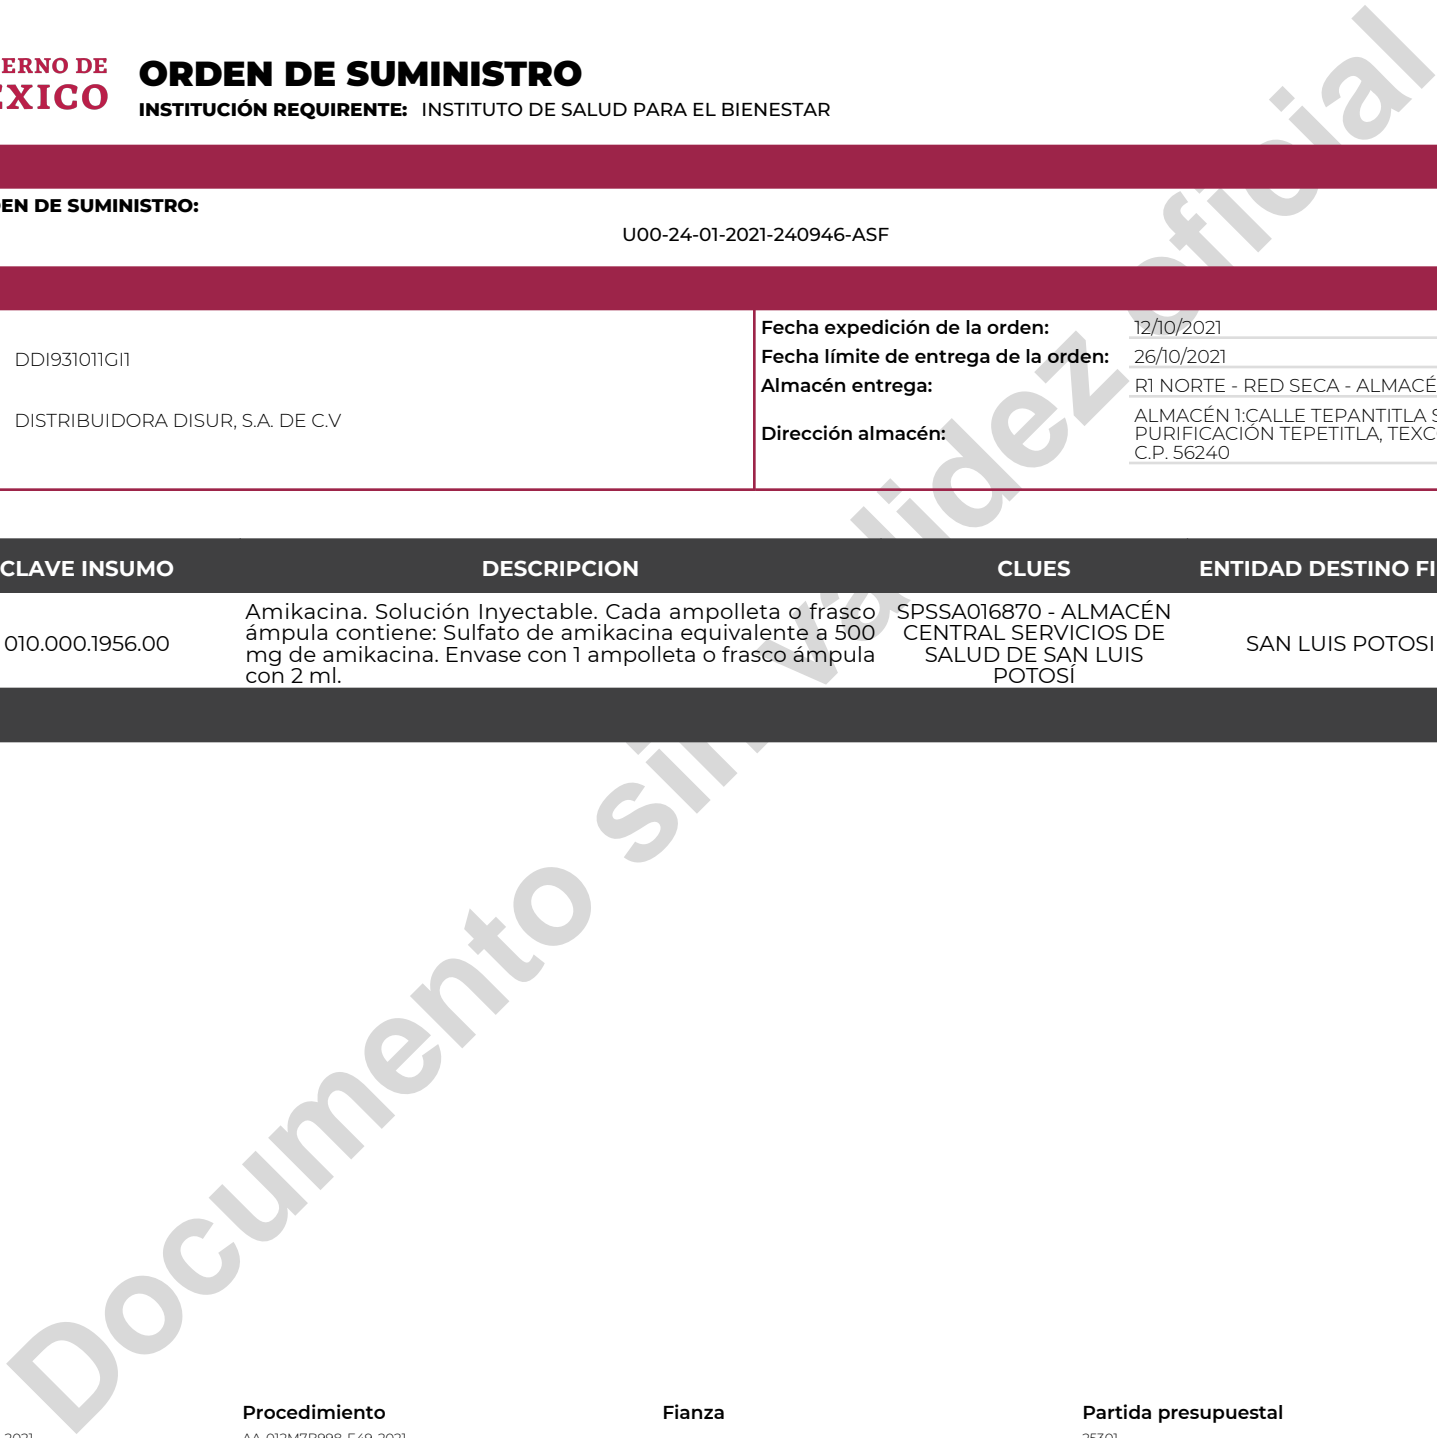 ERNO DE
EXICO
ORDEN DE SUMINISTRO
INSTITUCIÓN REQUIRENTE: INSTITUTO DE SALUD PARA EL BIENESTAR
EN DE SUMINISTRO:
U00-24-01-2021-240946-ASF
DDI931011GI1
DISTRIBUIDORA DISUR, S.A. DE C.V
Fecha expedición de la orden: 12/10/2021
Fecha límite de entrega de la orden: 26/10/2021
Almacén entrega: R1 NORTE - RED SECA - ALMACÉ
Dirección almacén: ALMACÉN 1:CALLE TEPANTITLA S
PURIFICACIÓN TEPETITLA, TEXC
C.P. 56240
CLAVE INSUMO DESCRIPCION CLUES ENTIDAD DESTINO FI
010.000.1956.00
Amikacina. Solución Inyectable. Cada ampolleta o frasco
ámpula contiene: Sulfato de amikacina equivalente a 500
mg de amikacina. Envase con 1 ampolleta o frasco ámpula
con 2 ml.
SPSSA016870 - ALMACÉN
CENTRAL SERVICIOS DE
SALUD DE SAN LUIS
POTOSÍ
SAN LUIS POTOSI
Documento sin validez oficial
Procedimiento Fianza Partida presupuestal